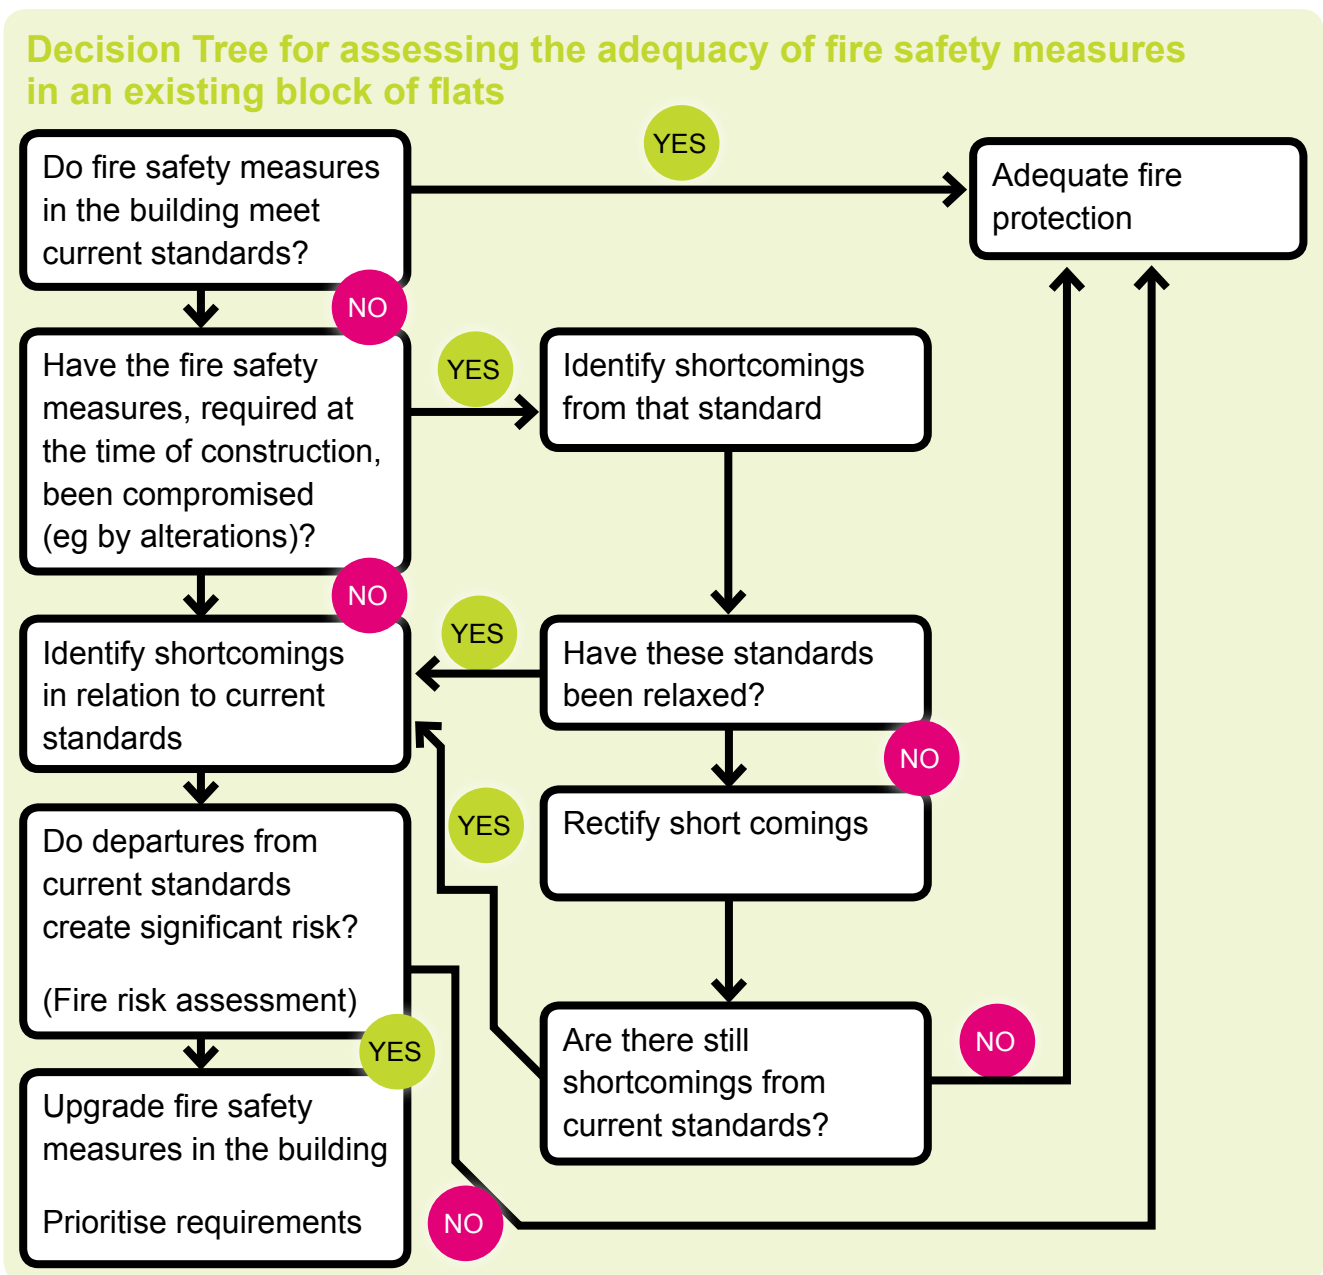 Decision Tree for assessing the adequacy of fire safety measures
in an existing block of flats
Do fire safety measures
in the building meet
current standards?
YES
Adequate fire
protection
NO
Have the fire safety
measures, required at
the time of construction,
been compromised
(eg by alterations)?
YES
Identify shortcomings
from that standard
NO
Identify shortcomings
in relation to current
standards
YES
Have these standards
been relaxed?
NO
Rectify short comings
YES
Do departures from
current standards
create significant risk?
(Fire risk assessment)
YES
Are there still
shortcomings from
current standards?
NO
Upgrade fire safety
measures in the building
Prioritise requirements
NO